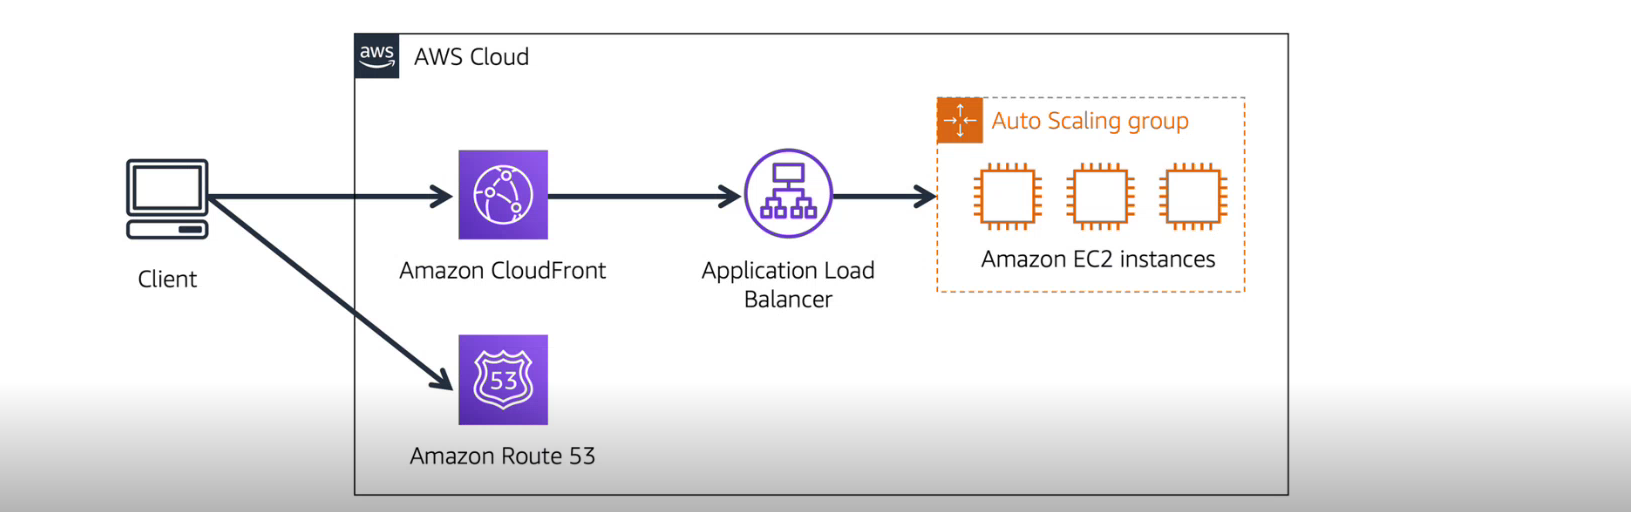 aws
AWS Cloud
Auto Scaling group
Amazon EC2 instances
Client
Amazon CloudFront
Application Load
Balancer
53
Amazon Route 53